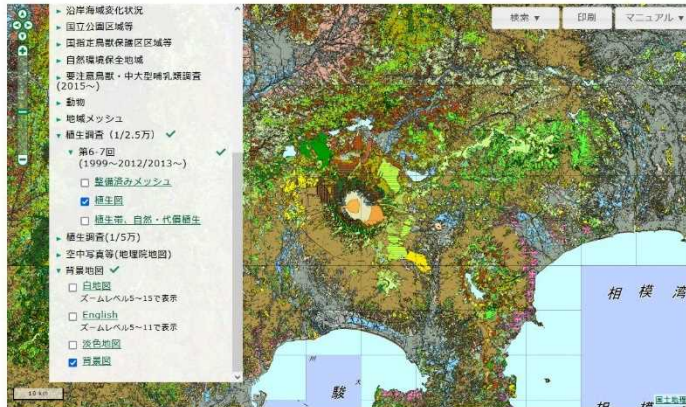 沿岸海域変化状況
国立公園区域等
国指定鳥獣保護区区域等
自然環境保全地域
要注意鳥獣・中大型哺乳類調査
(2015～)
動物
地域メッシュ
植生調査(1/2.5万)
第6-7回
(1999～2012/2013～)
整備済みメッシュ
植生図
植生帯、自然・代償植生
植生調査(1/5万)
空中写真等(地理院地図)
背景地図
白地図
ズームレベル5～15で表示
English
ズームレベル5～11で表示
淡色地図
背景図
10 km
検索 ▼
印刷
マニュアル ▼
相模湾
駿
相模
国土地理